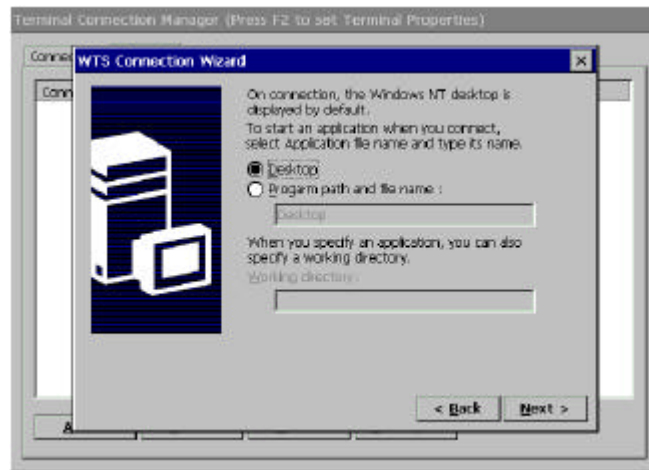 Terminal Connection Manager (Press F2 to set Terminal Properties)
Connec
WTS Connection Wizard
Conn
On connection, the Windows NT desktop is
displayed by default.
To start an application when you connect,
select Application file name and type its name.
Desktop
Progarm path and file name :
Desktop
When you specify an application, you can also
specify a working directory.
Working directory:
< Back
Next >
A